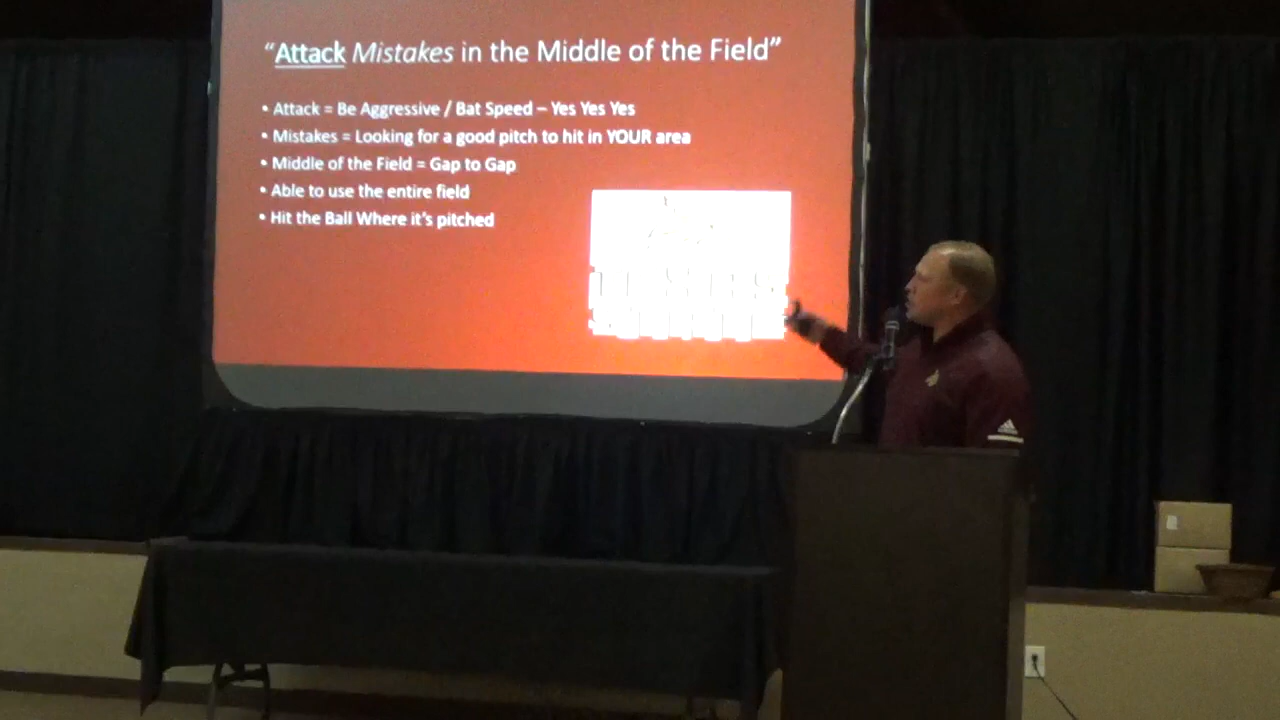 “Attack Mistakes in the Middle of the Field”
• Attack = Be Aggressive / Bat Speed – Yes Yes Yes
• Mistakes = Looking for a good pitch to hit in YOUR area
• Middle of the Field = Gap to Gap
• Able to use the entire field
• Hit the Ball Where it's pitched